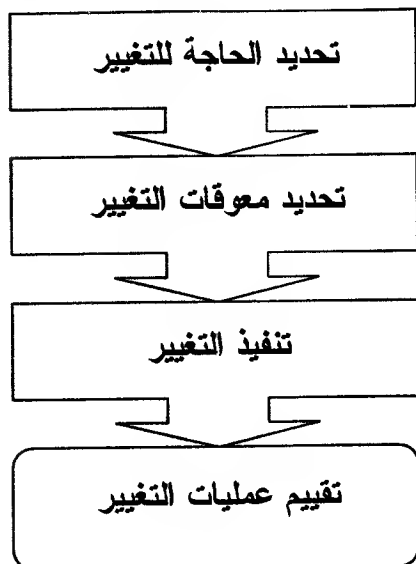 تحديد الحاجة للتغيير
تحديد معوقات التغيير
تنفيذ التغيير
تقييم عمليات التغيير